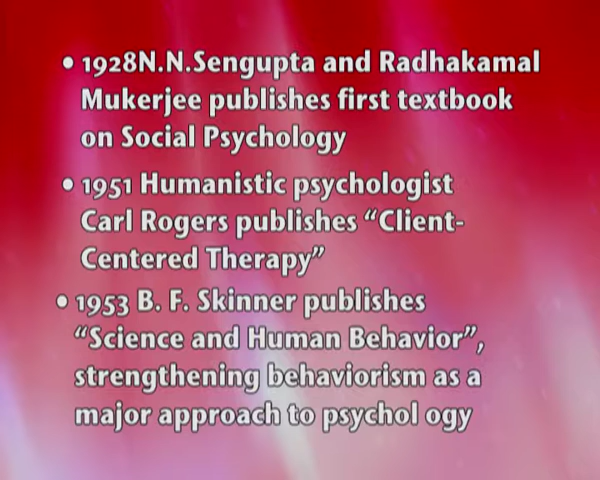 • 1928N.N.Sengupta and Radhakamal
Mukerjee publishes first textbook
on Social Psychology
• 1951 Humanistic psychologist
Carl Rogers publishes “Client-
Centered Therapy”
• 1953 B. F. Skinner publishes
“Science and Human Behavior”,
strengthening behaviorism as a
major approach to psychol ogy